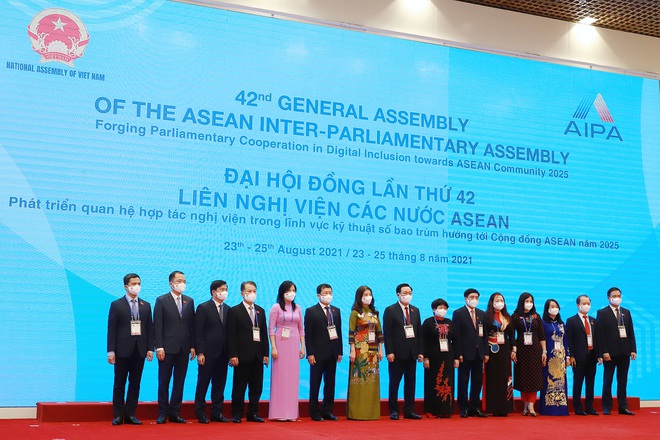 NATIONAL ASSEMBLY OF VIET NAM
42nd GENERAL ASSEMBLY
OF THE ASEAN INTER-PARLIAMENTARY ASSEMBLY
Forging Parliamentary Cooperation in Digital Inclusion towards ASEAN Community 2025
AIPA
ĐẠI HỘI ĐỒNG LẦN THỨ 42
LIÊN NGHỊ VIỆN CÁC NƯỚC ASEAN
Phát triển quan hệ hợp tác nghị viện trong lĩnh vực kỹ thuật số bao trùm hướng tới Cộng đồng ASEAN năm 2025
23th - 25th August 2021 / 23 - 25 tháng 8 năm 2021